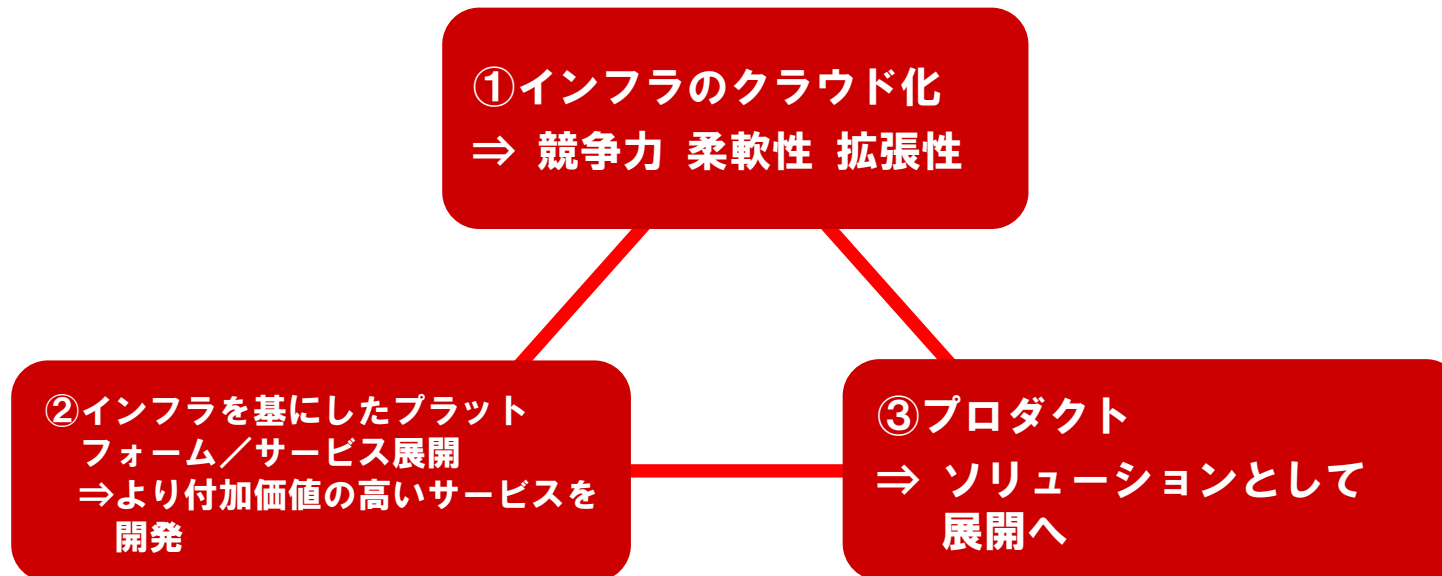 ①インフラのクラウド化
⇒ 競争力 柔軟性 拡張性
②インフラを基にしたプラット
フォーム／サービス展開
⇒より付加価値の高いサービスを
開発
③プロダクト
⇒ ソリューションとして
展開へ